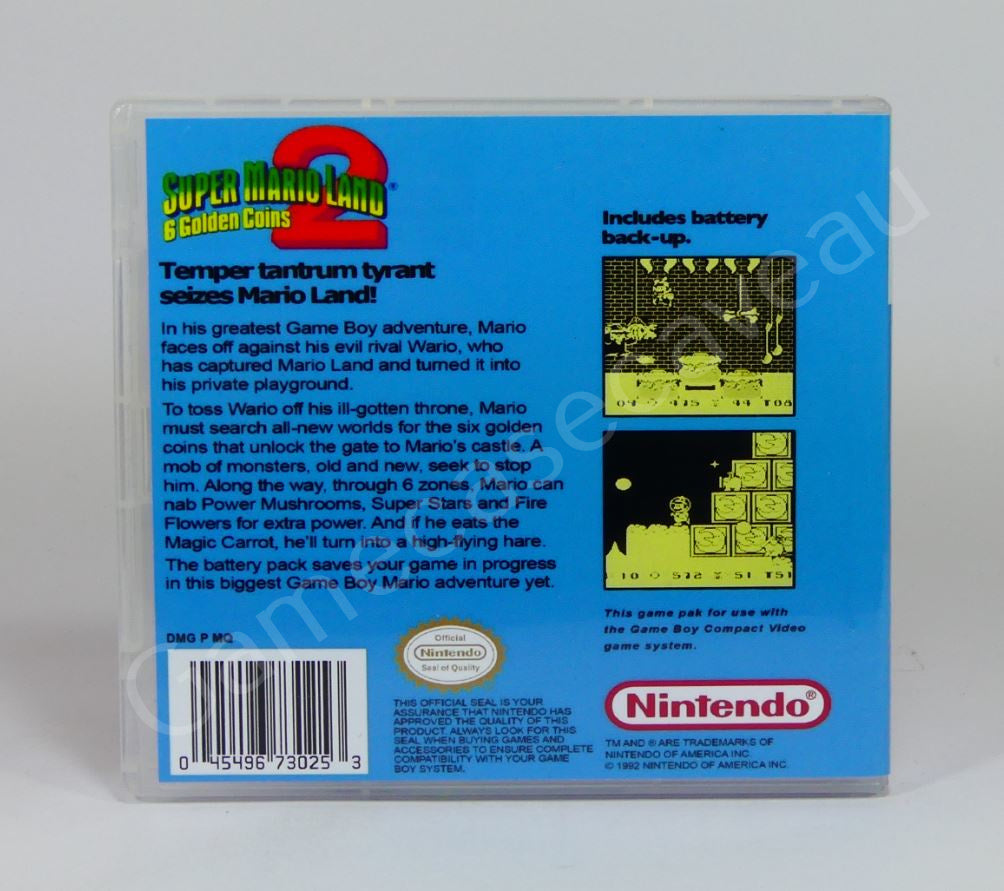 2
SUPER MARIO LAND®
6 Golden Coins
Temper tantrum tyrant
seizes Mario Land!
In his greatest Game Boy adventure, Mario
faces off against his evil rival Wario, who
has captured Mario Land and turned it into
his private playground.
To toss Wario off his ill-gotten throne, Mario
must search all-new worlds for the six golden
coins that unlock the gate to Mario's castle. A
mob of monsters, old and new, seek to stop
him. Along the way, through 6 zones, Mario can
nab Power Mushrooms, Super Stars and Fire
Flowers for extra power. And if he eats the
Magic Carrot, he'll turn into a high-flying hare.
The battery pack saves your game in progress
in this biggest Game Boy Mario adventure yet.
DMG P MQ
0 45496 73025 3
Official
Nintendo
Seal of Quality
THIS OFFICIAL SEAL IS YOUR
ASSURANCE THAT NINTENDO HAS
APPROVED THE QUALITY OF THIS
PRODUCT. ALWAYS LOOK FOR THIS
SEAL WHEN BUYING GAMES AND
ACCESSORIES TO ENSURE COMPLETE
COMPATIBILITY WITH YOUR GAME
BOY SYSTEM.
Includes battery
back-up.
04 475 44 T08
10 572 51 T51
This game pak for use with
the Game Boy Compact Video
game system.
Nintendo®
TM AND ® ARE TRADEMARKS OF
NINTENDO OF AMERICA INC.
© 1992 NINTENDO OF AMERICA INC.
Gamecasecaveau